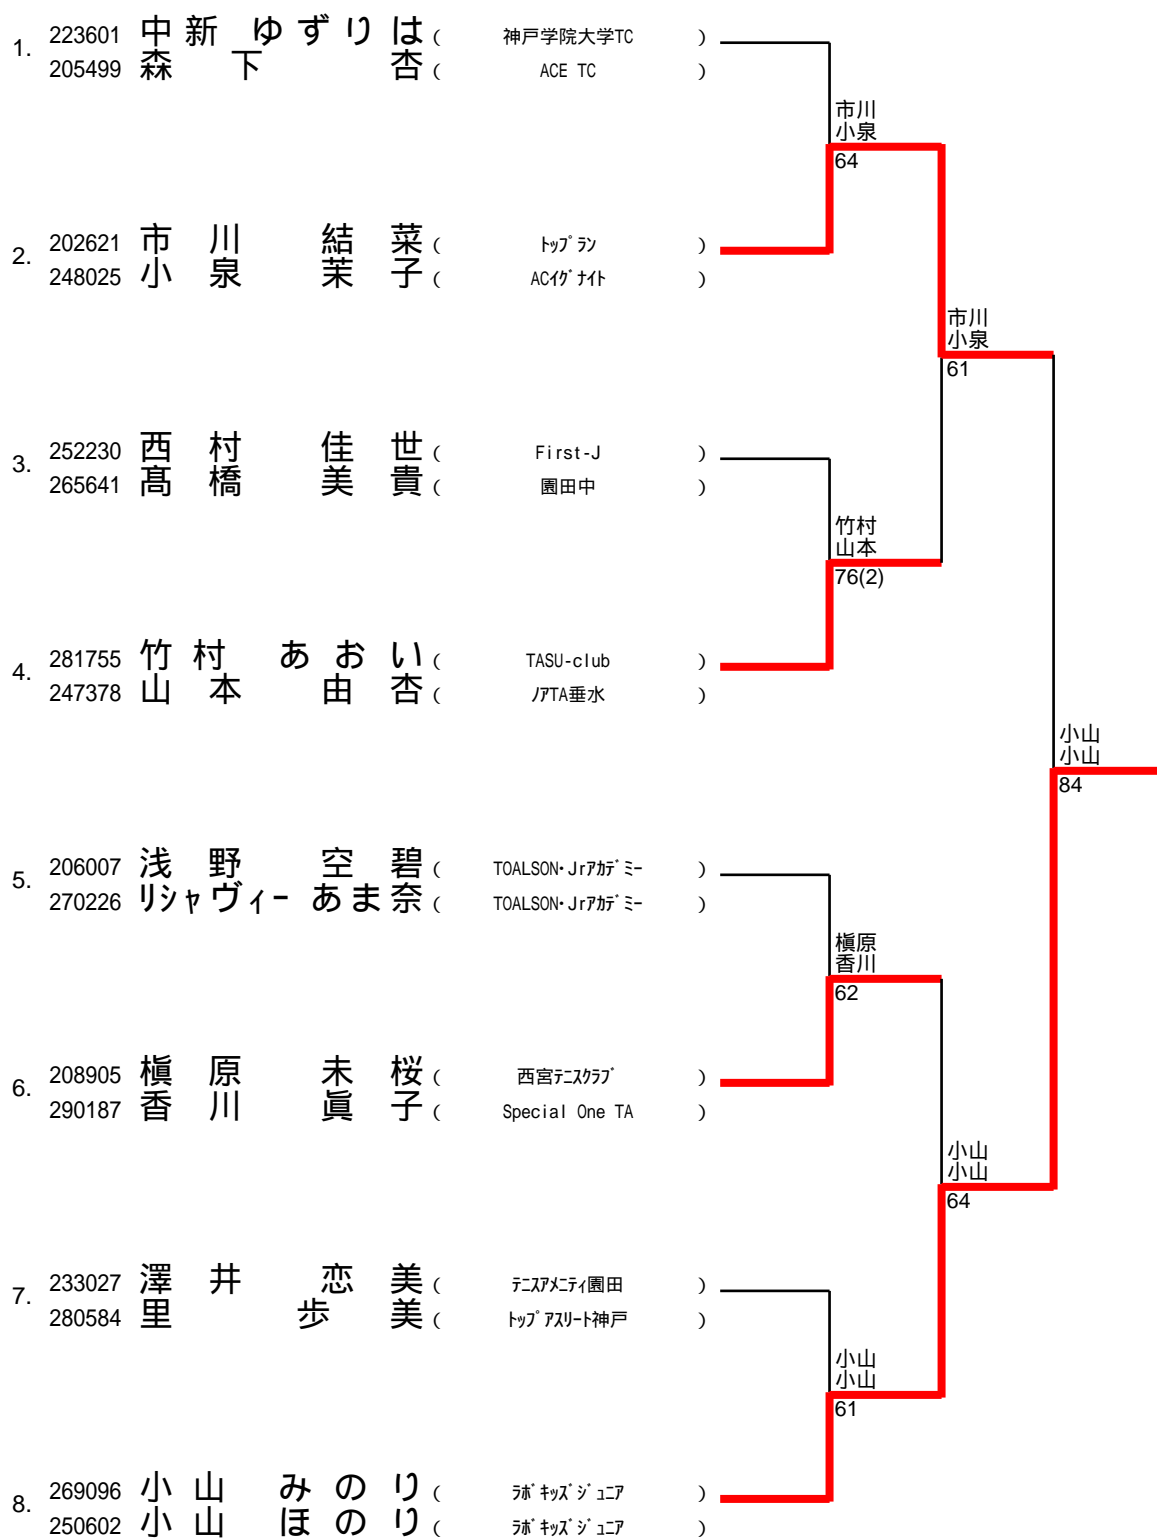 1. 223601 中新 ゆずりは ( 神戸学院大学TC )
205499 森下 杏 ( ACE TC )
市川
小泉
64
2. 202621 市川 結菜 ( ﾄｯﾌﾟﾗﾝ )
248025 小泉 茉子 ( ACｲｸﾞﾅｲﾄ )
市川
小泉
61
3. 252230 西村 佳世 ( First-J )
265641 髙橋 美貴 ( 園田中 )
竹村
山本
76(2)
4. 281755 竹村 あおい ( TASU-club )
247378 山本 由杏 ( ﾉｱTA垂水 )
小山
小山
84
5. 206007 浅野 空碧 ( TOALSON･Jrｱｶﾃﾞﾐｰ )
270226 ﾘｼャヴィｰ あま奈 ( TOALSON･Jrｱｶﾃﾞﾐｰ )
槇原
香川
62
6. 208905 槇原 未桜 ( 西宮ﾃﾆｽｸﾗﾌﾞ )
290187 香川 眞子 ( Special One TA )
小山
小山
64
7. 233027 澤井 恋美 ( ﾃﾆｽｱﾒﾆﾃｨ園田 )
280584 里 歩美 ( ﾄｯﾌﾟｱｽﾘｰﾄ神戸 )
小山
小山
61
8. 269096 小山 みのり ( ﾗﾎﾞｷｯｽﾞｼﾞｭﾆｱ )
250602 小山 ほのり ( ﾗﾎﾞｷｯｽﾞｼﾞｭﾆｱ )